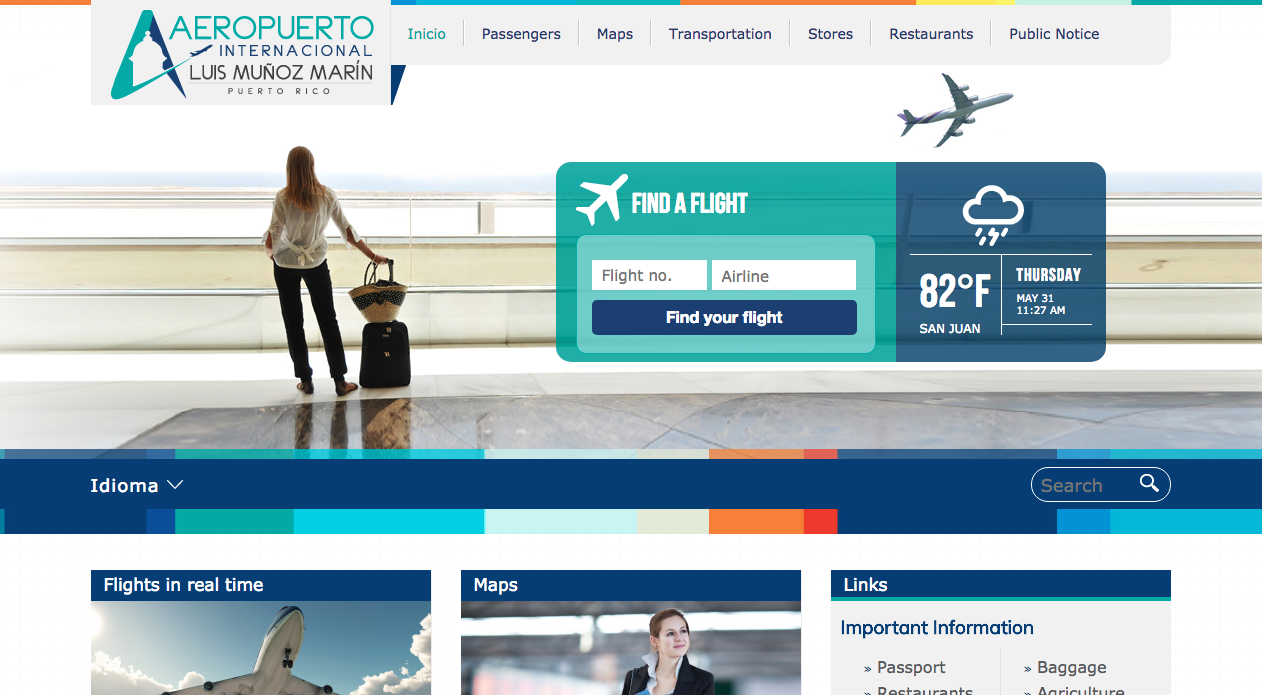 AEROPUERTO
INTERNACIONAL
LUIS MUÑOZ MARÍN
PUERTO RICO
Inicio
Passengers
Maps
Transportation
Stores
Restaurants
Public Notice
FIND A FLIGHT
Flight no.
Airline
Find your flight
82°F
SAN JUAN
THURSDAY
MAY 31
11:27 AM
Idioma
Search
Flights in real time
Maps
Links
Important Information
» Passport
» Baggage
» Restaurants
» Agriculture